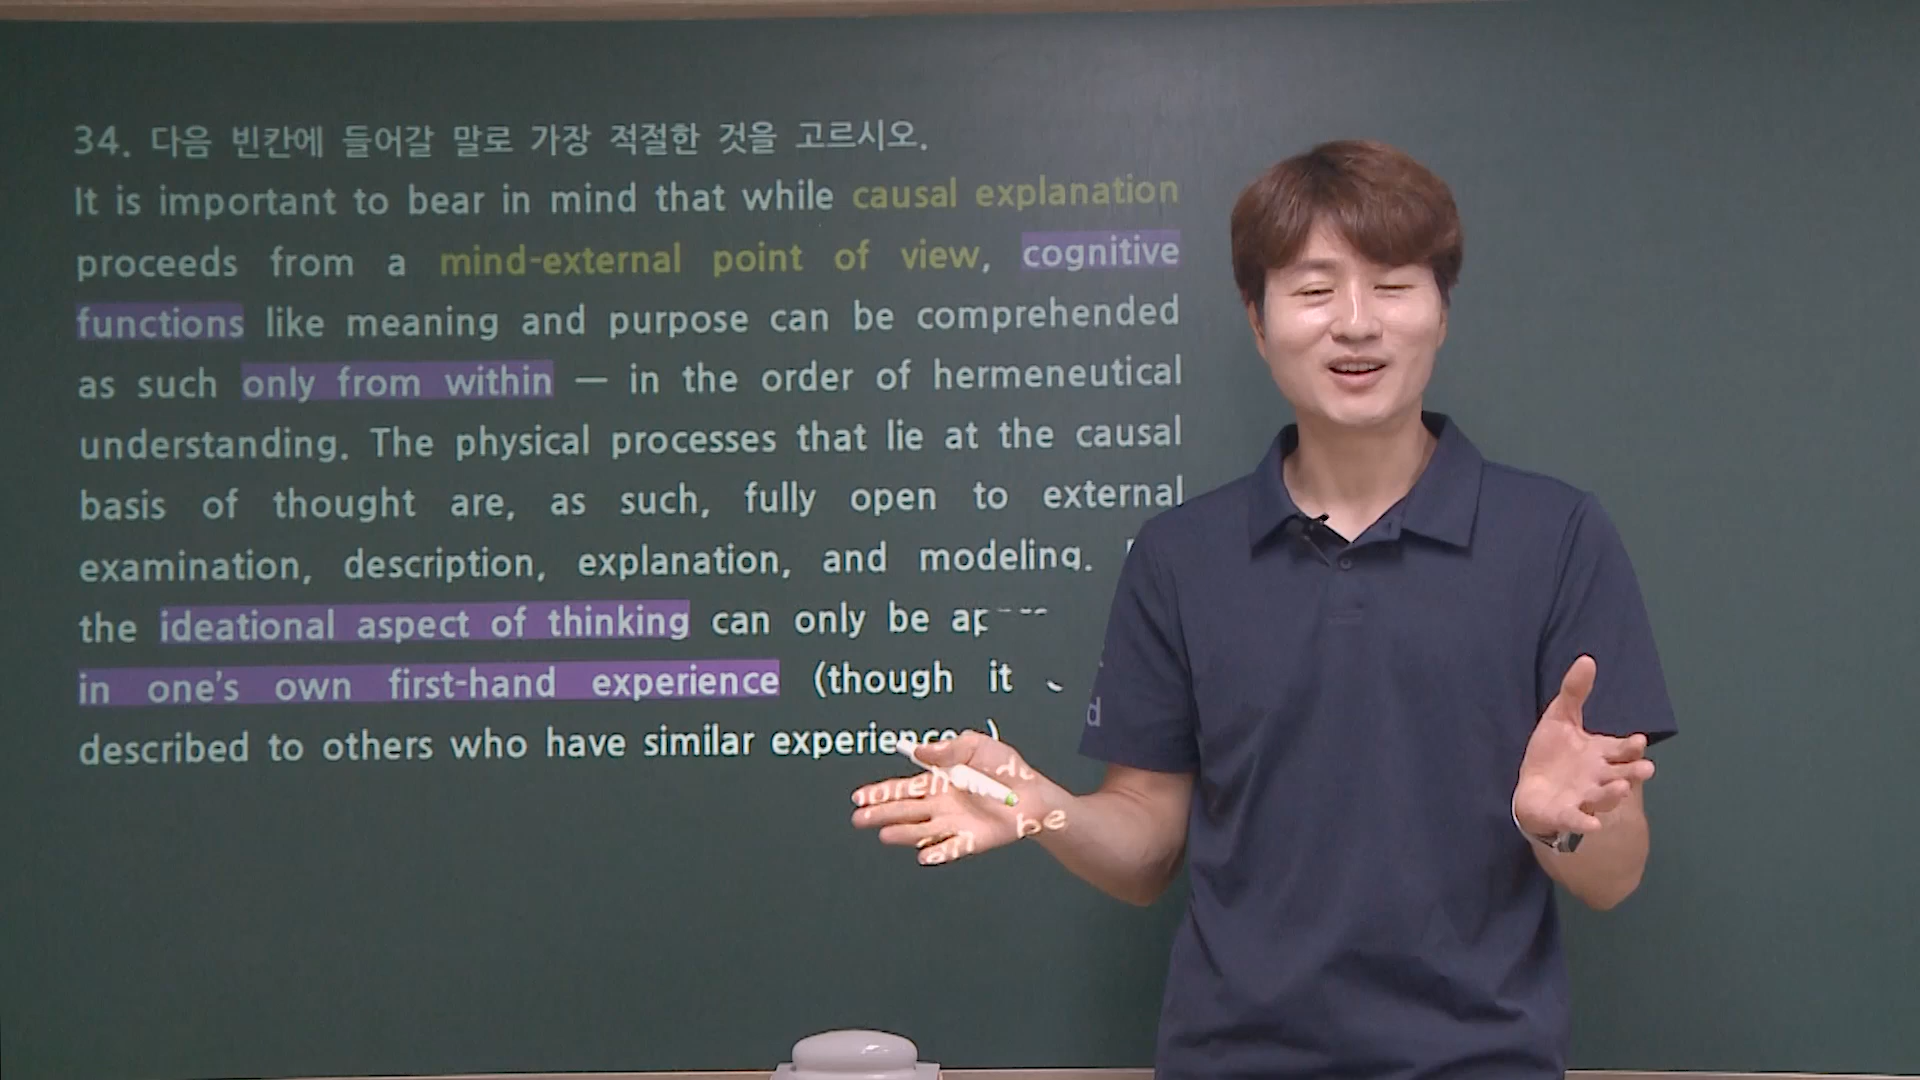 34. 다음 빈칸에 들어갈 말로 가장 적절한 것을 고르시오.
It is important to bear in mind that while causal explanation
proceeds from a mind-external point of view, cognitive
functions like meaning and purpose can be comprehended
as such only from within — in the order of hermeneutical
understanding. The physical processes that lie at the causal
basis of thought are, as such, fully open to external
examination, description, explanation, and modeling.
the ideational aspect of thinking can only be
in one's own first-hand experience (though it
described to others who have similar experiences)
be